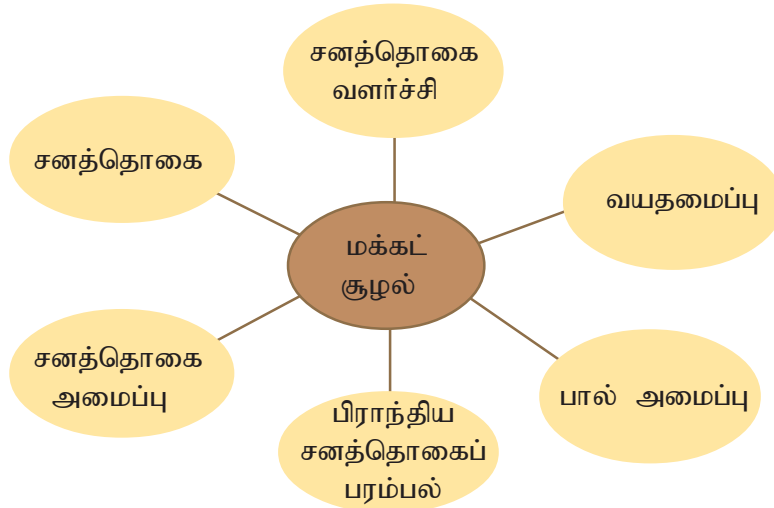 சனத்தொகை
வளர்ச்சி
சனத்தொகை
வயதமைப்பு
மக்கட்
சூழல்
சனத்தொகை
அமைப்பு
பால் அமைப்பு
பிராந்திய
சனத்தொகைப்
பரம்பல்